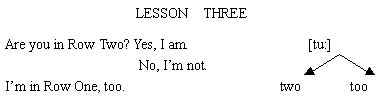 LESSON THREE
Are you in Row Two? Yes, I am. [tu:]
No, I'm not.
I'm in Row One, too. two too